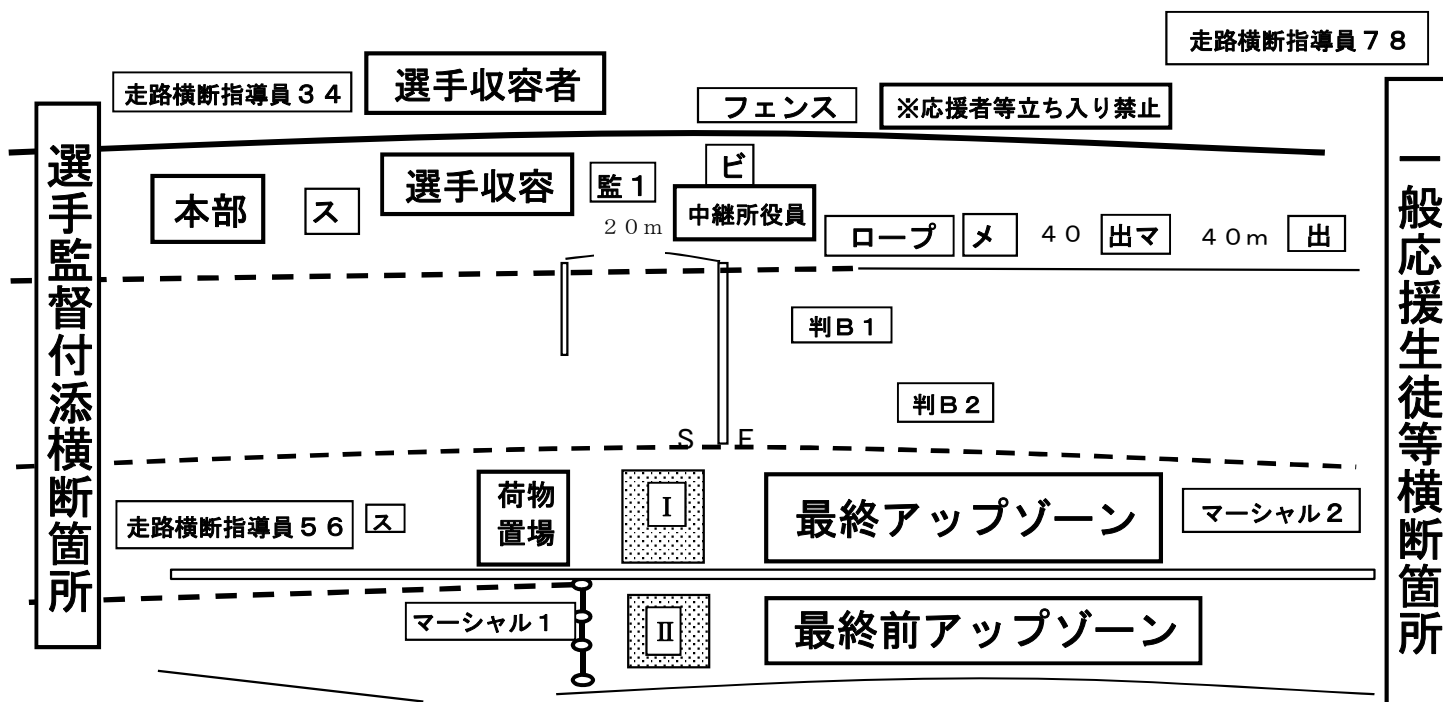 走路横断指導員７８
走路横断指導員３４
選手収容者
フェンス
※応援者等立ち入り禁止
選手監督付添横断箇所
一般応援生徒等横断箇所
本部
ス
選手収容
監１
ビ
中継所役員
２０ｍ
ロープ
メ
４０
出マ
４０ｍ
出
判Ｂ１
判Ｂ２
Ｓ Ｅ
走路横断指導員５６
ス
荷物
置場
Ⅰ
最終アップゾーン
マーシャル２
マーシャル１
Ⅱ
最終前アップゾーン